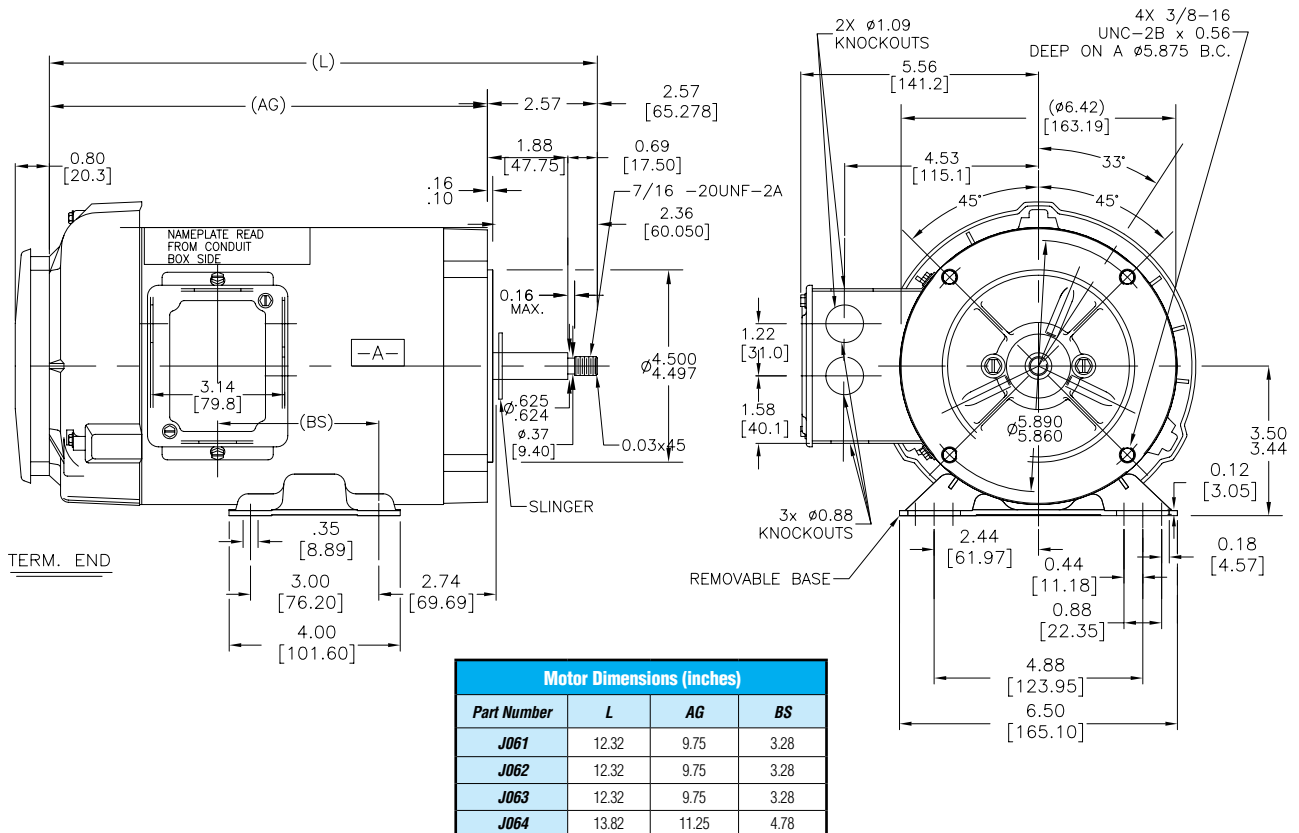 (L)
2.57
[65.278]
(AG)
2.57
0.80
[20.3]
1.88
[47.75]
0.69
[17.50]
.16
.10
7/16 -20UNF-2A
2.36
[60.050]
NAMEPLATE READ
FROM CONDUIT
BOX SIDE
0.16
MAX.
-A-
ø4.500
4.497
3.14
[79.8]
(BS)
ø.625
.624
ø.37
[9.40]
0.03x45
SLINGER
.35
[8.89]
TERM. END
3.00
[76.20]
2.74
[69.69]
4.00
[101.60]
2X ø1.09
KNOCKOUTS
4X 3/8-16
UNC-2B x 0.56
DEEP ON A ø5.875 B.C.
5.56
[141.2]
(ø6.42)
[163.19]
4.53
[115.1]
33°
45°
45°
1.22
[31.0]
1.58
[40.1]
ø5.890
5.860
3.50
3.44
0.12
[3.05]
3x ø0.88
KNOCKOUTS
REMOVABLE BASE
2.44
[61.97]
0.44
[11.18]
0.18
[4.57]
0.88
[22.35]
4.88
[123.95]
6.50
[165.10]
Motor Dimensions (inches)
Part Number L AG BS
J061 12.32 9.75 3.28
J062 12.32 9.75 3.28
J063 12.32 9.75 3.28
J064 13.82 11.25 4.78